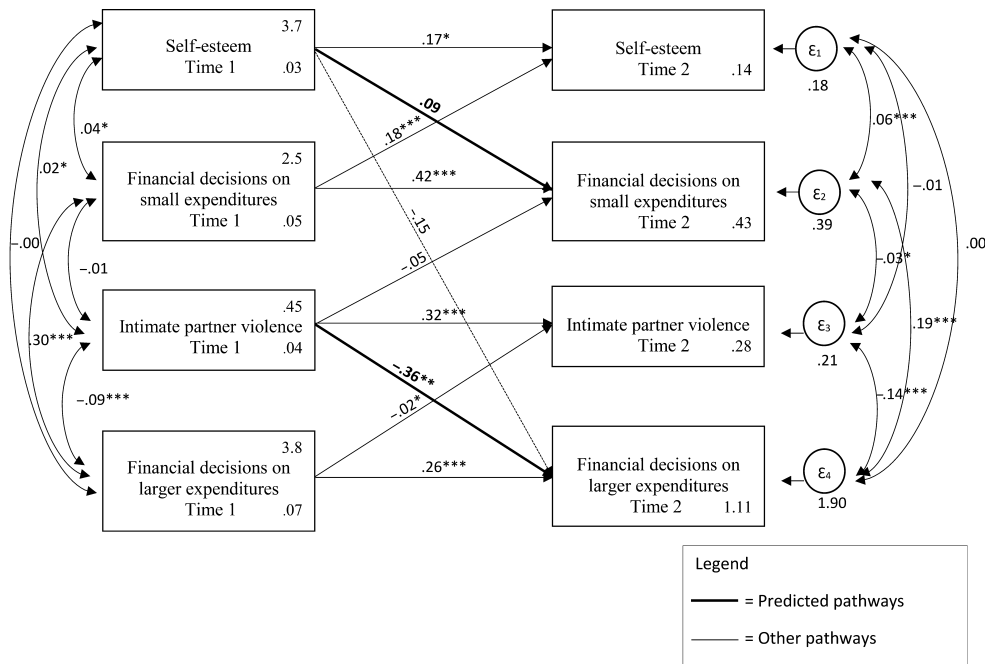 3.7
Self-esteem
Time 1
.03
2.5
Financial decisions on
small expenditures
Time 1
.05
.45
Intimate partner violence
Time 1
.04
3.8
Financial decisions on
larger expenditures
Time 1
.07
.04*
.02*
–.00
–.01
.30***
–.09***
.17*
.09
.18***
.42***
–.15
–.05
.32***
–.36**
–.02*
.26***
Self-esteem
Time 2
.14
Financial decisions on
small expenditures
Time 2
.43
Intimate partner violence
Time 2
.28
Financial decisions on
larger expenditures
Time 2
1.11
ε1
.18
ε2
.39
ε3
.21
ε4
1.90
.06***
–.01
.00
–.03*
.19***
–.14***
Legend
= Predicted pathways
= Other pathways